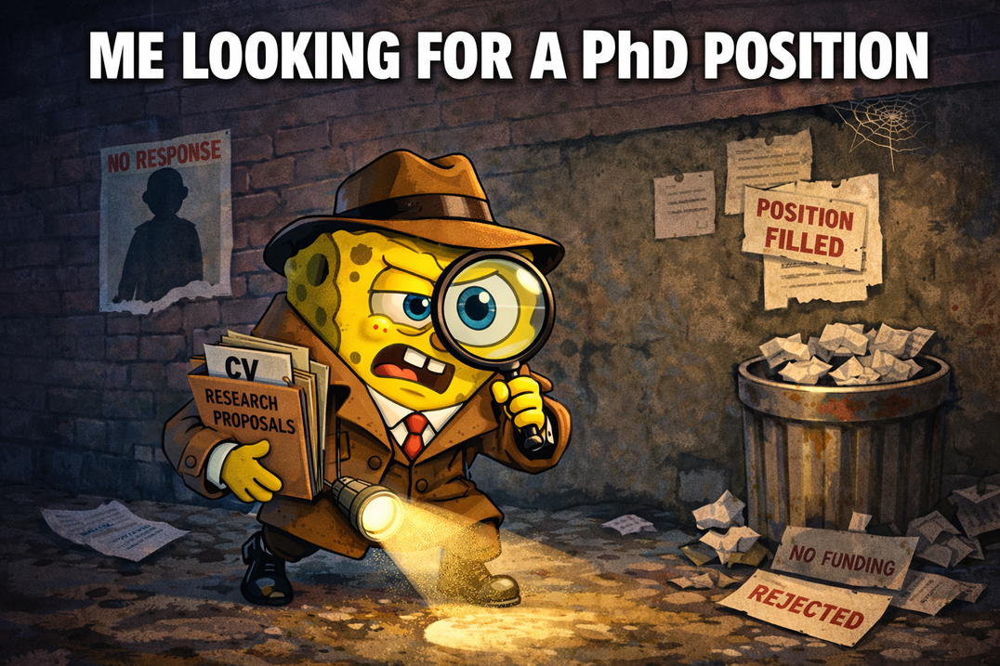 ME LOOKING FOR A PhD POSITION
NO RESPONSE
POSITION
FILLED
CV
RESEARCH
PROPOSALS
NO FUNDING
REJECTED